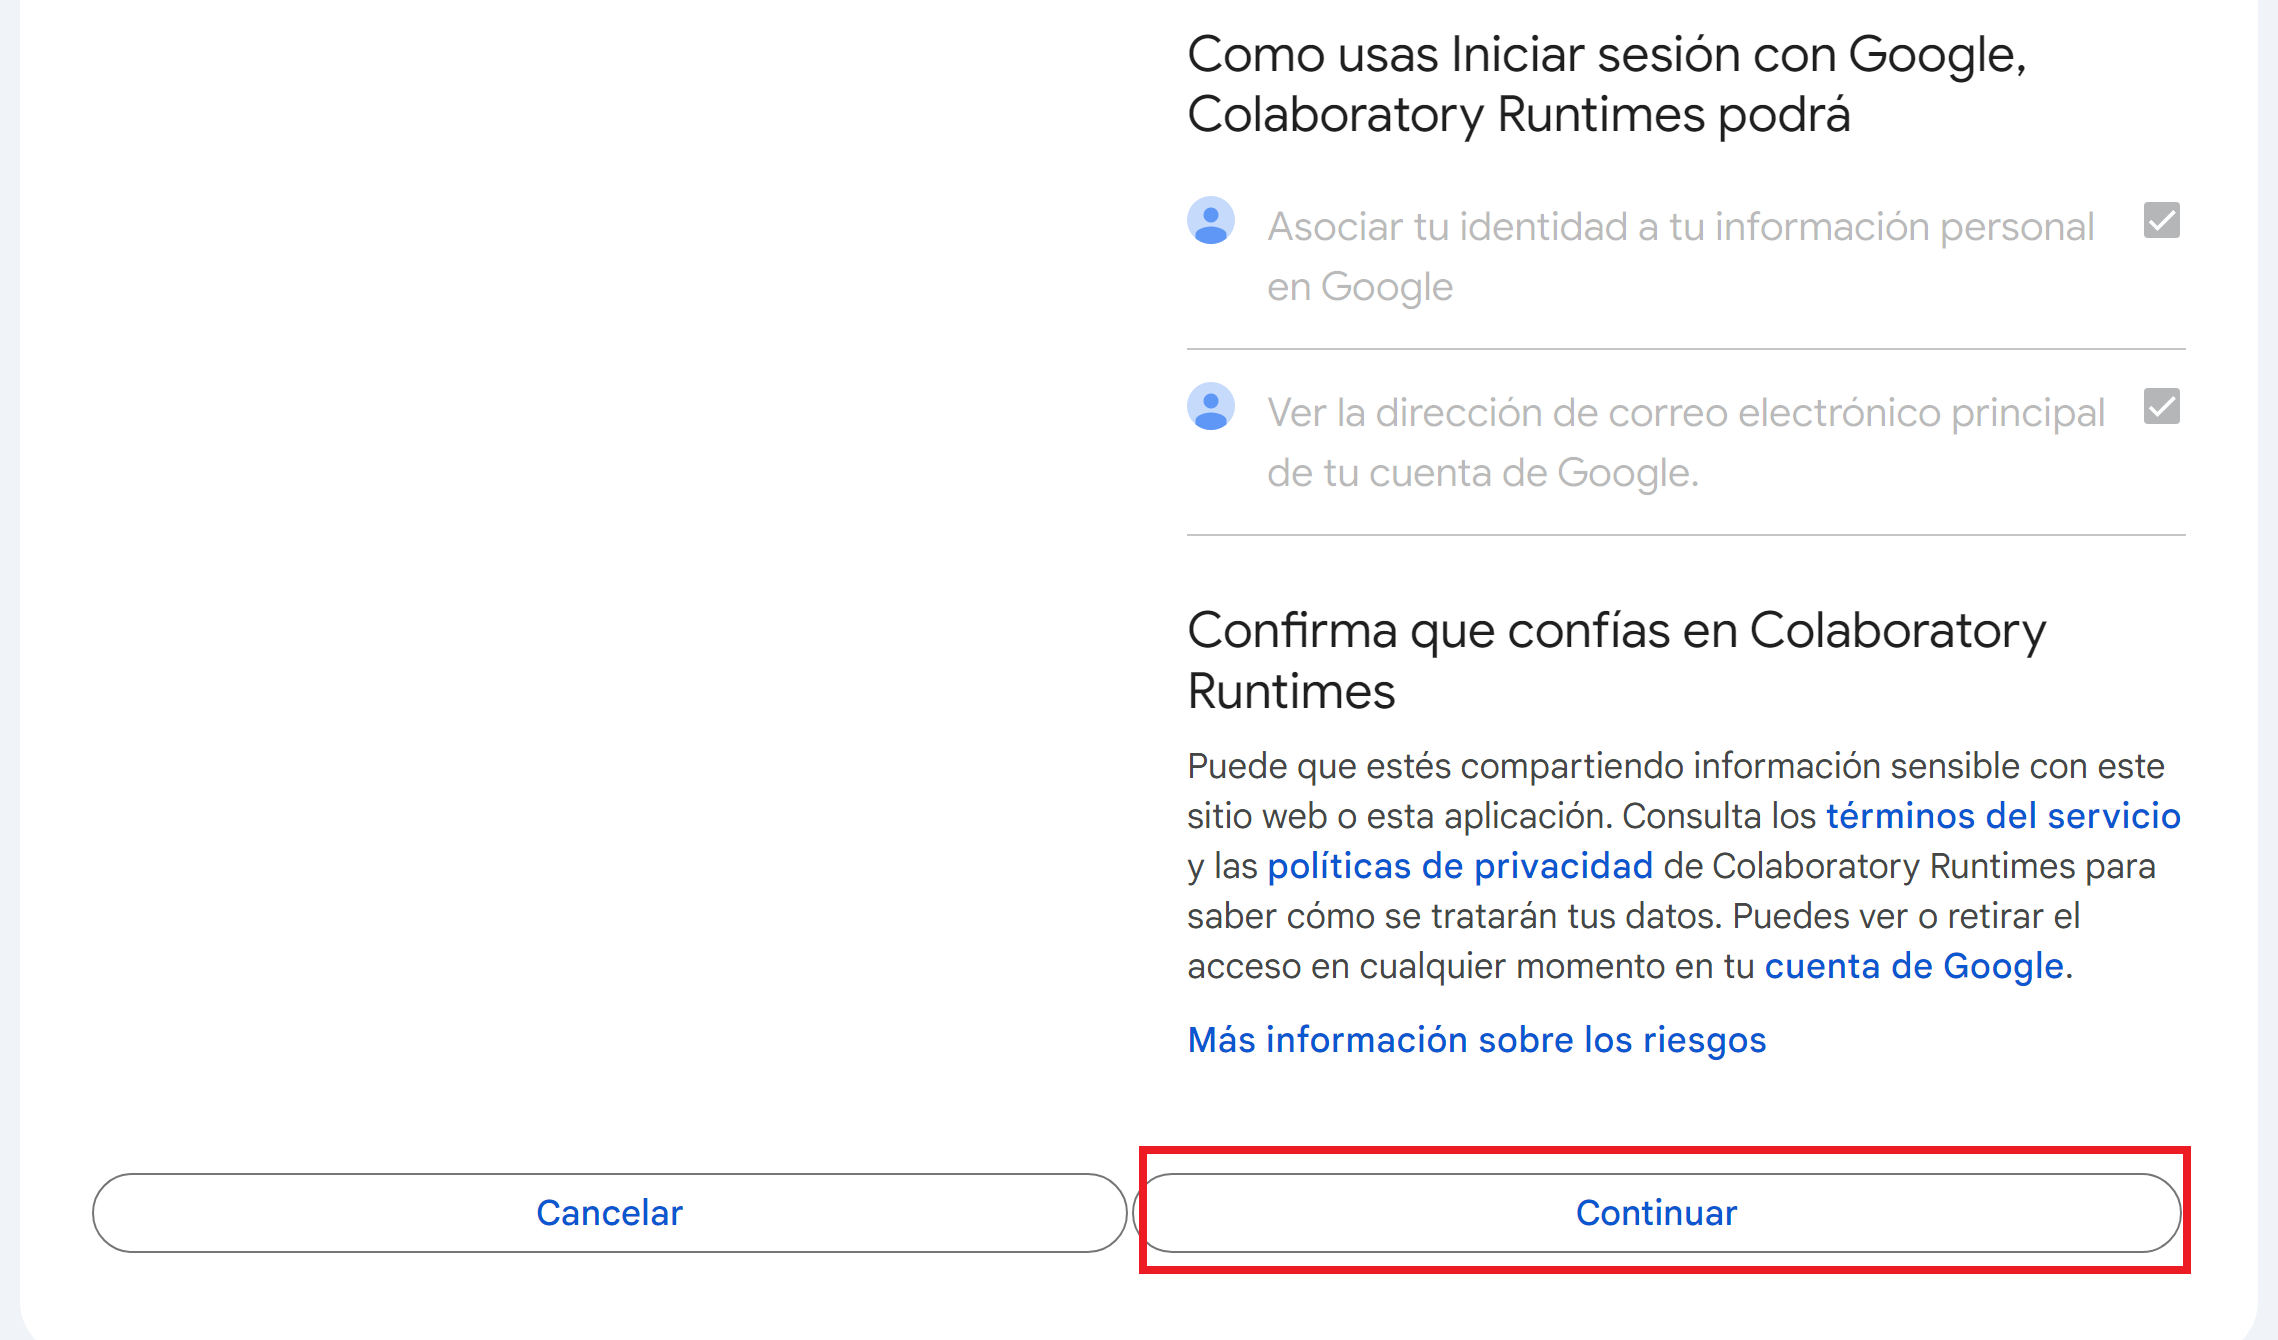 Como usas Iniciar sesión con Google,
Colaboratory Runtimes podrá
Asociar tu identidad a tu información personal
en Google
Ver la dirección de correo electrónico principal
de tu cuenta de Google.
Confirma que confías en Colaboratory
Runtimes
Puede que estés compartiendo información sensible con este
sitio web o esta aplicación. Consulta los términos del servicio
y las políticas de privacidad de Colaboratory Runtimes para
saber cómo se tratarán tus datos. Puedes ver o retirar el
acceso en cualquier momento en tu cuenta de Google.
Más información sobre los riesgos
Cancelar
Continuar